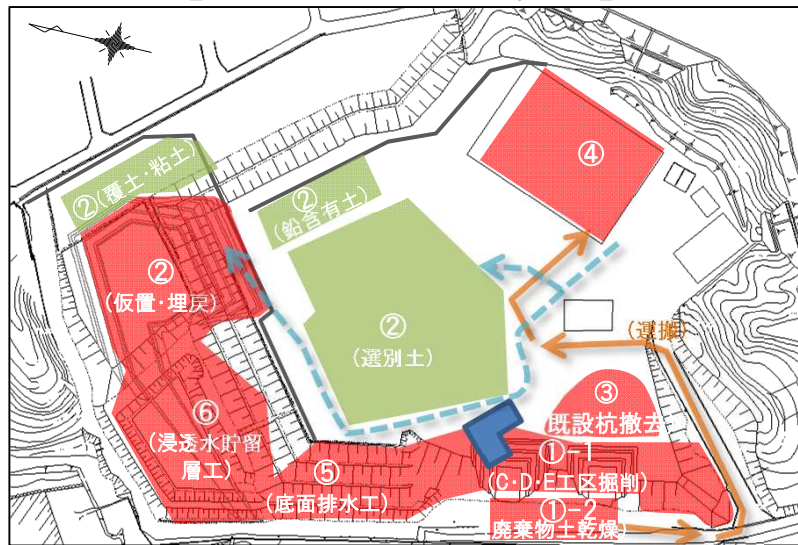 ④
②(覆土・粘土)
②
(鉛含有土)
②
(仮置・埋戻)
②
(選別土)
(運搬)
③
既設杭撤去
⑥
(浸透水貯留
層工)
⑤
(底面排水工)
①-1
(C・D・E工区掘削)
①-2
(廃棄物土乾燥)